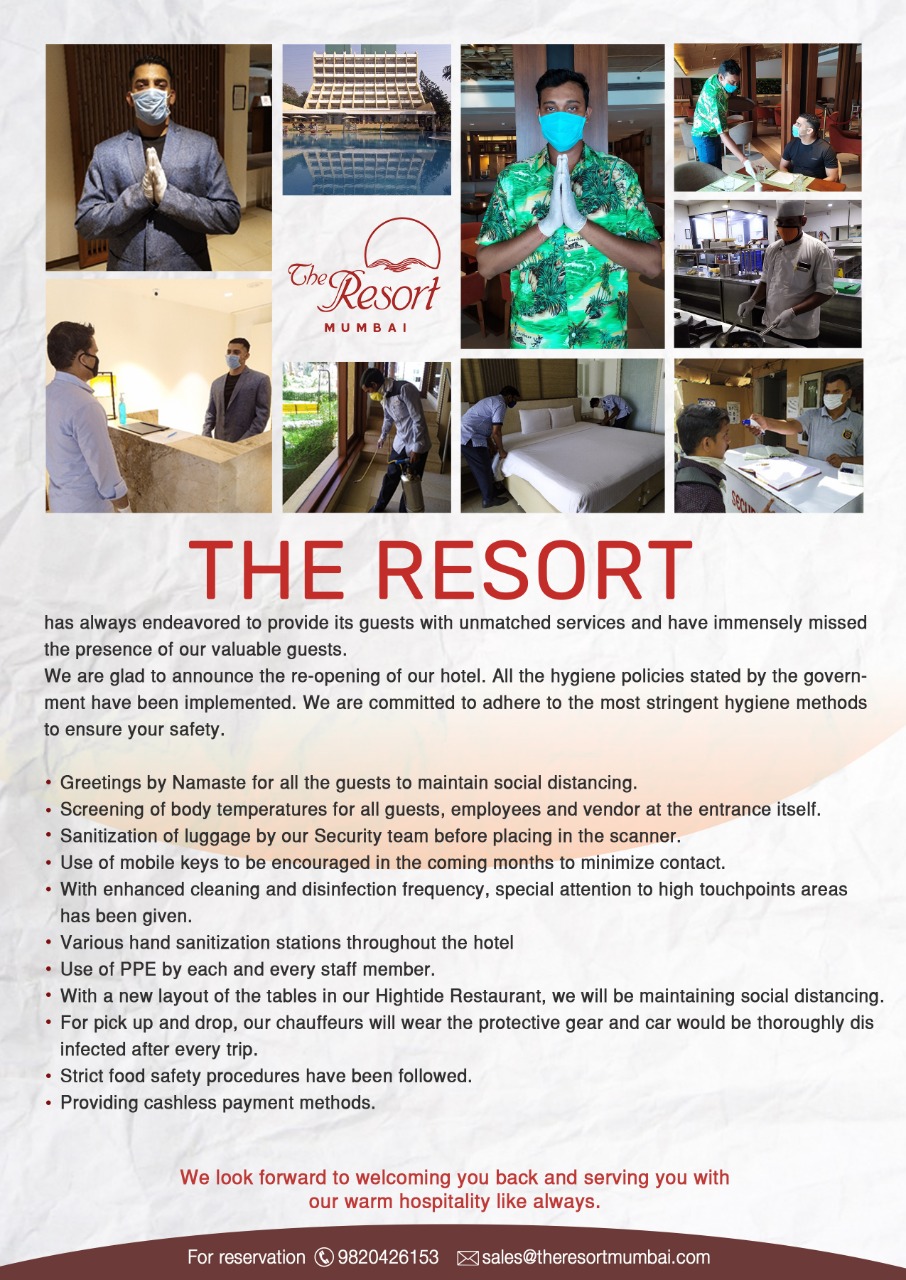 The
Resort
MUMBAI
THE RESORT
has always endeavored to provide its guests with unmatched services and have immensely missed
the presence of our valuable guests.
We are glad to announce the re-opening of our hotel. All the hygiene policies stated by the govern-
ment have been implemented. We are committed to adhere to the most stringent hygiene methods
to ensure your safety.
• Greetings by Namaste for all the guests to maintain social distancing.
• Screening of body temperatures for all guests, employees and vendor at the entrance itself.
• Sanitization of luggage by our Security team before placing in the scanner.
• Use of mobile keys to be encouraged in the coming months to minimize contact.
• With enhanced cleaning and disinfection frequency, special attention to high touchpoints areas
has been given.
• Various hand sanitization stations throughout the hotel
• Use of PPE by each and every staff member.
• With a new layout of the tables in our Hightide Restaurant, we will be maintaining social distancing.
• For pick up and drop, our chauffeurs will wear the protective gear and car would be thoroughly dis
infected after every trip.
• Strict food safety procedures have been followed.
• Providing cashless payment methods.
We look forward to welcoming you back and serving you with
our warm hospitality like always.
For reservation 9820426153 sales@theresortmumbai.com